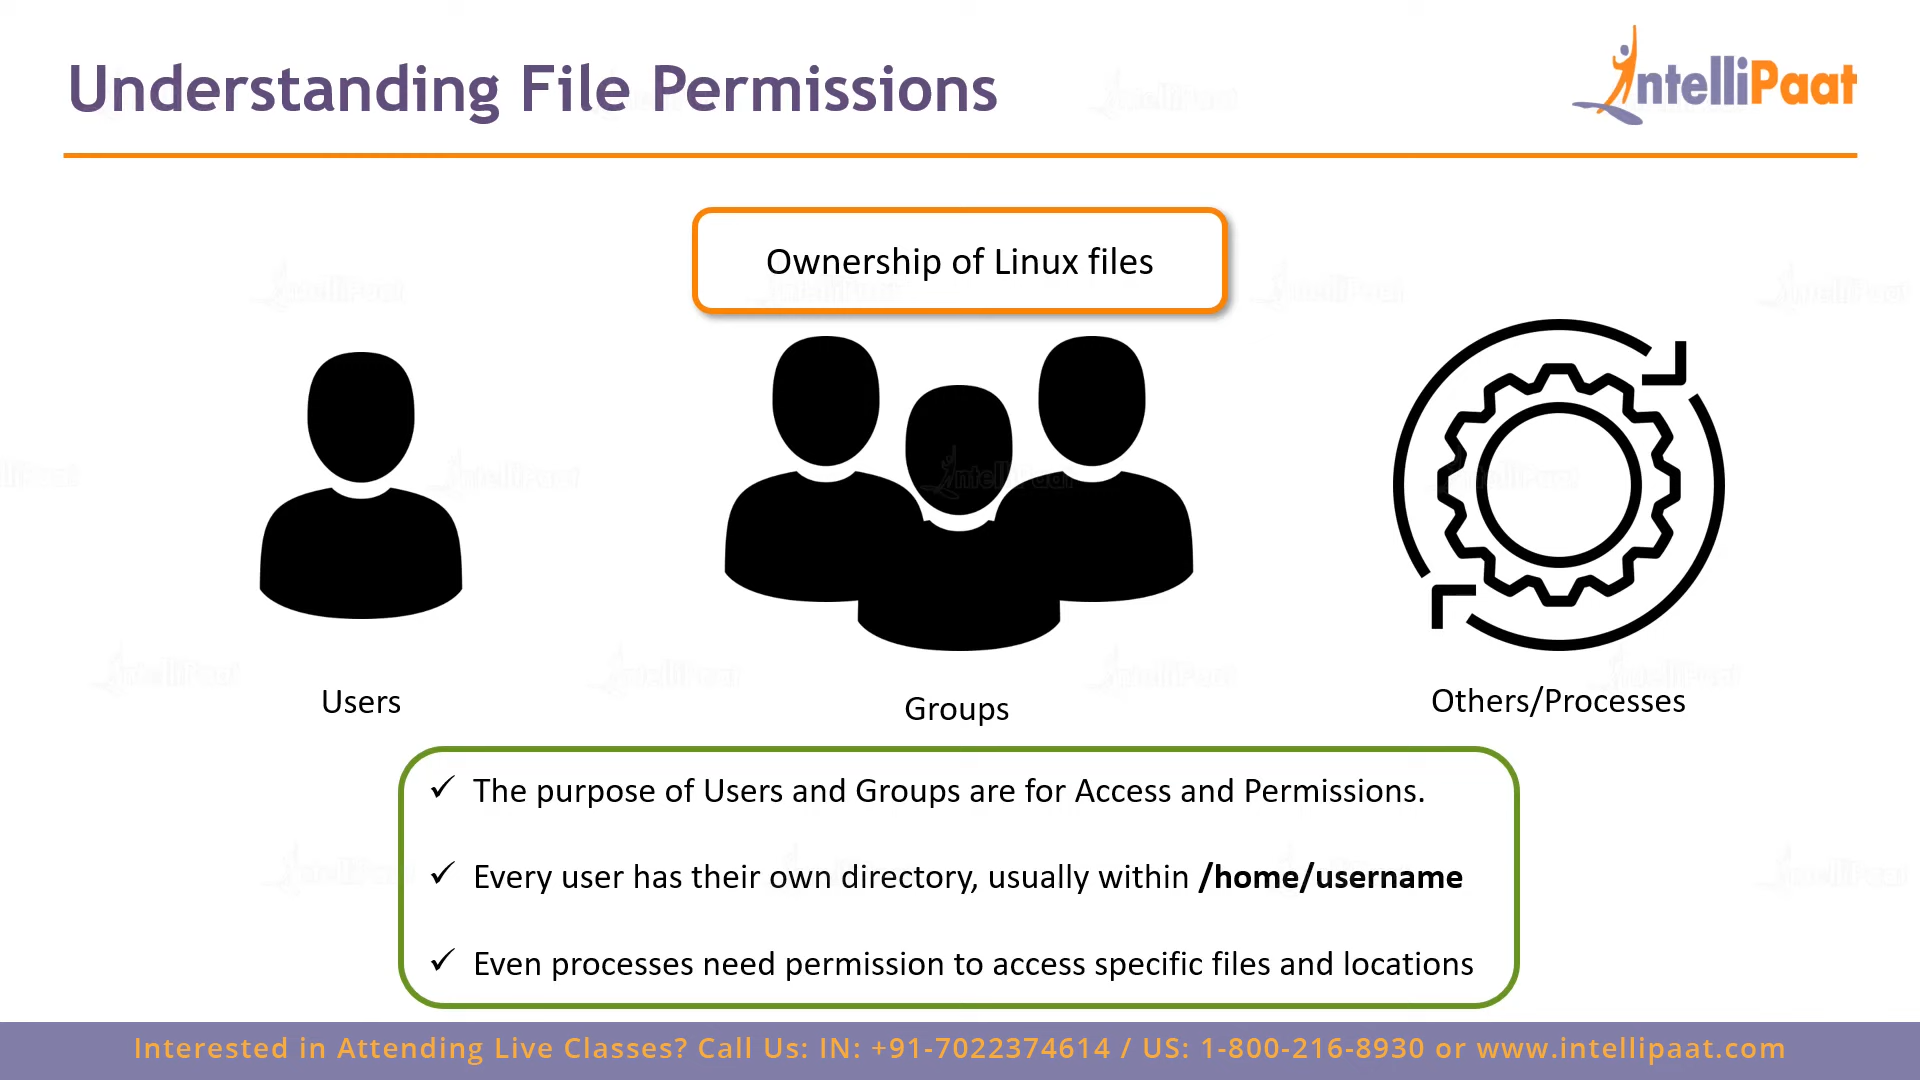 Understanding File Permissions
IntelliPaat
Ownership of Linux files
Users
Groups
Others/Processes
✓ The purpose of Users and Groups are for Access and Permissions.
✓ Every user has their own directory, usually within /home/username
✓ Even processes need permission to access specific files and locations
Interested in Attending Live Classes? Call Us: IN: +91-7022374614 / US: 1-800-216-8930 or www.intellipaat.com